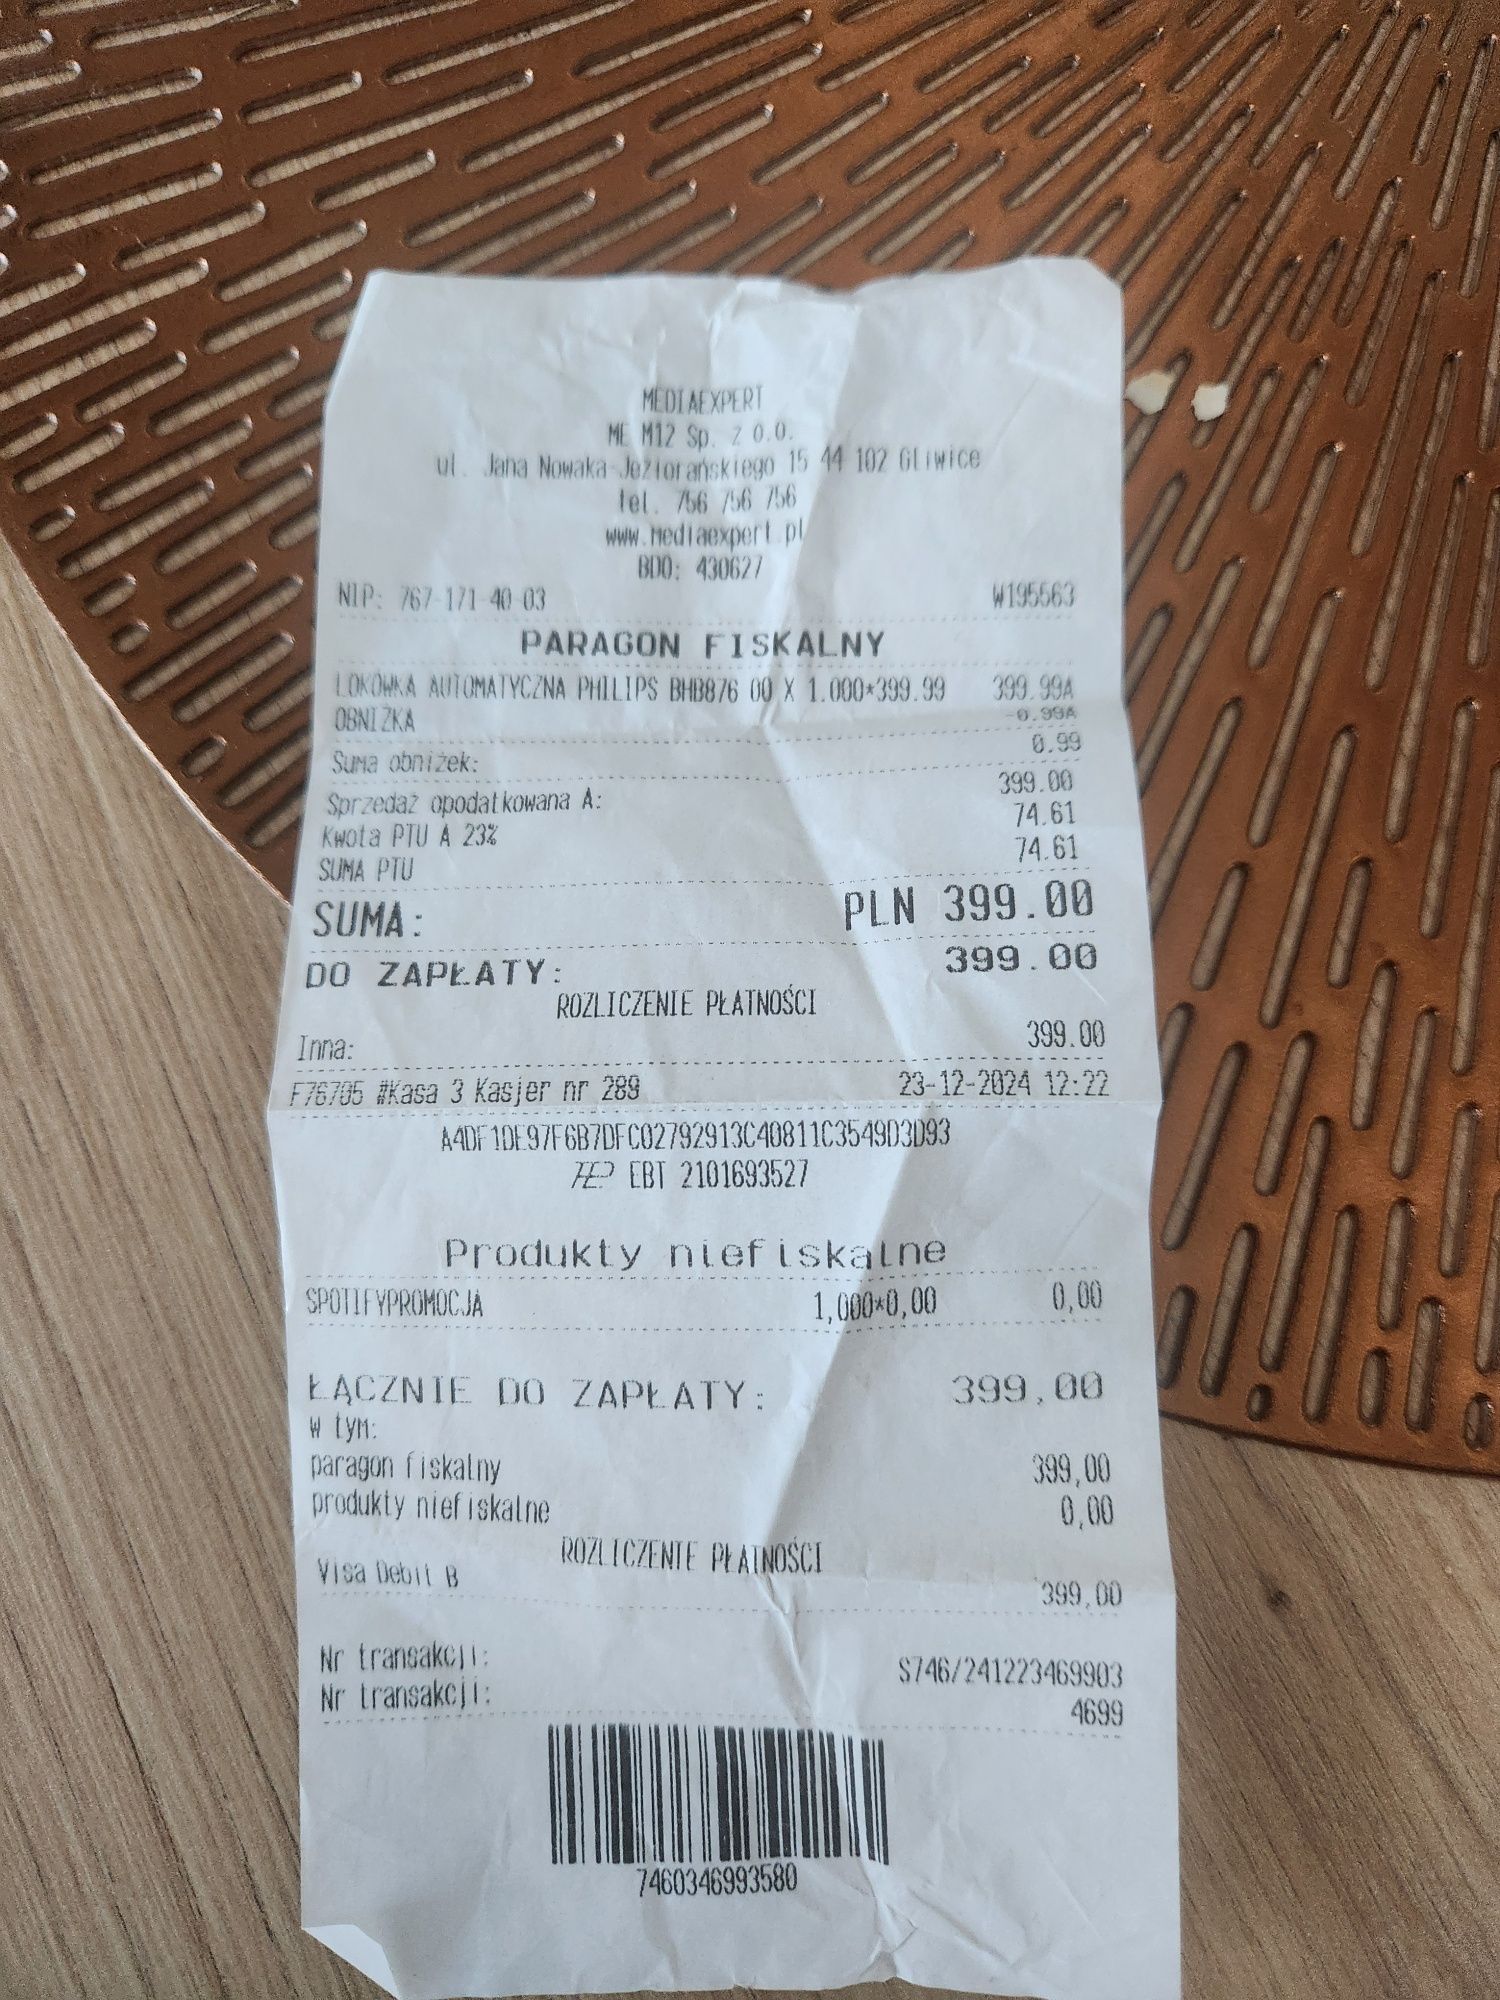 MEDIAEXPERT
ME M12 Sp. z o.o.
ul. Jana Nowaka-Jeziorańskiego 15 44 102 Gliwice
tel. 756 756 756
www.mediaexpert.pl
BDO: 430627
NIP: 767-171-40-03 W195563
PARAGON FISKALNY
LOKÓWKA AUTOMATYCZNA PHILIPS BHB876 00 X 1.000*399.99 399.99A
OBNIŻKA -0.99A
Suma obniżek: 0.99
Sprzedaż opodatkowana A: 399.00
Kwota PTU A 23% 74.61
SUMA PTU 74.61
SUMA: PLN 399.00
DO ZAPŁATY: 399.00
ROZLICZENIE PŁATNOŚCI
Inna: 399.00
F76705 #Kasa 3 Kasjer nr 289 23-12-2024 12:22
A4DF1DE97F6B7DFC02792913C40811C3549D3D93
EBT 2101693527
Produkty niefiskalne
SPOTIFYPROMOCJA 1,000*0,00 0,00
ŁĄCZNIE DO ZAPŁATY: 399,00
w tym:
paragon fiskalny 399,00
produkty niefiskalne 0,00
ROZLICZENIE PŁATNOŚCI
Visa Debit B 399,00
Nr transakcji: S746/241223469903
Nr transakcji: 4699
7460346993580